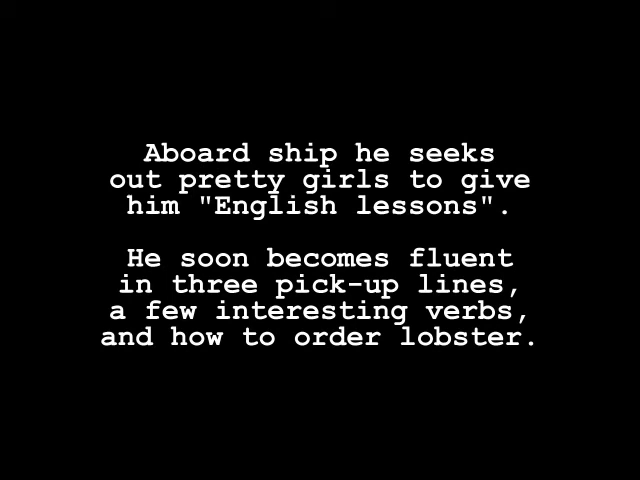 Aboard ship he seeks
out pretty girls to give
him "English lessons".
He soon becomes fluent
in three pick-up lines,
a few interesting verbs,
and how to order lobster.